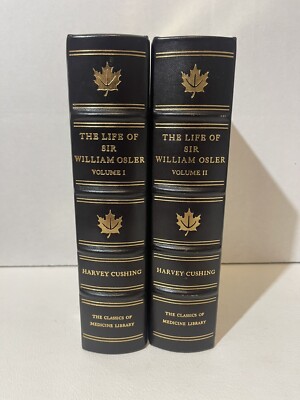 THE LIFE OF
SIR
WILLIAM OSLER
VOLUME I
HARVEY CUSHING
THE CLASSICS OF
MEDICINE LIBRARY
THE LIFE OF
SIR
WILLIAM OSLER
VOLUME II
HARVEY CUSHING
THE CLASSICS OF
MEDICINE LIBRARY